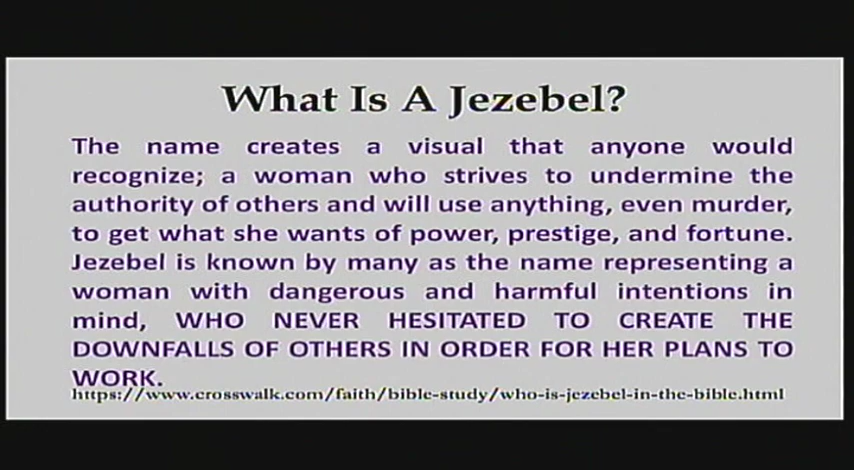 What Is A Jezebel?
The name creates a visual that anyone would
recognize; a woman who strives to undermine the
authority of others and will use anything, even murder,
to get what she wants of power, prestige, and fortune.
Jezebel is known by many as the name representing a
woman with dangerous and harmful intentions in
mind, WHO NEVER HESITATED TO CREATE THE
DOWNFALLS OF OTHERS IN ORDER FOR HER PLANS TO
WORK.
https://www.crosswalk.com/faith/bible-study/who-is-jezebel-in-the-bible.html